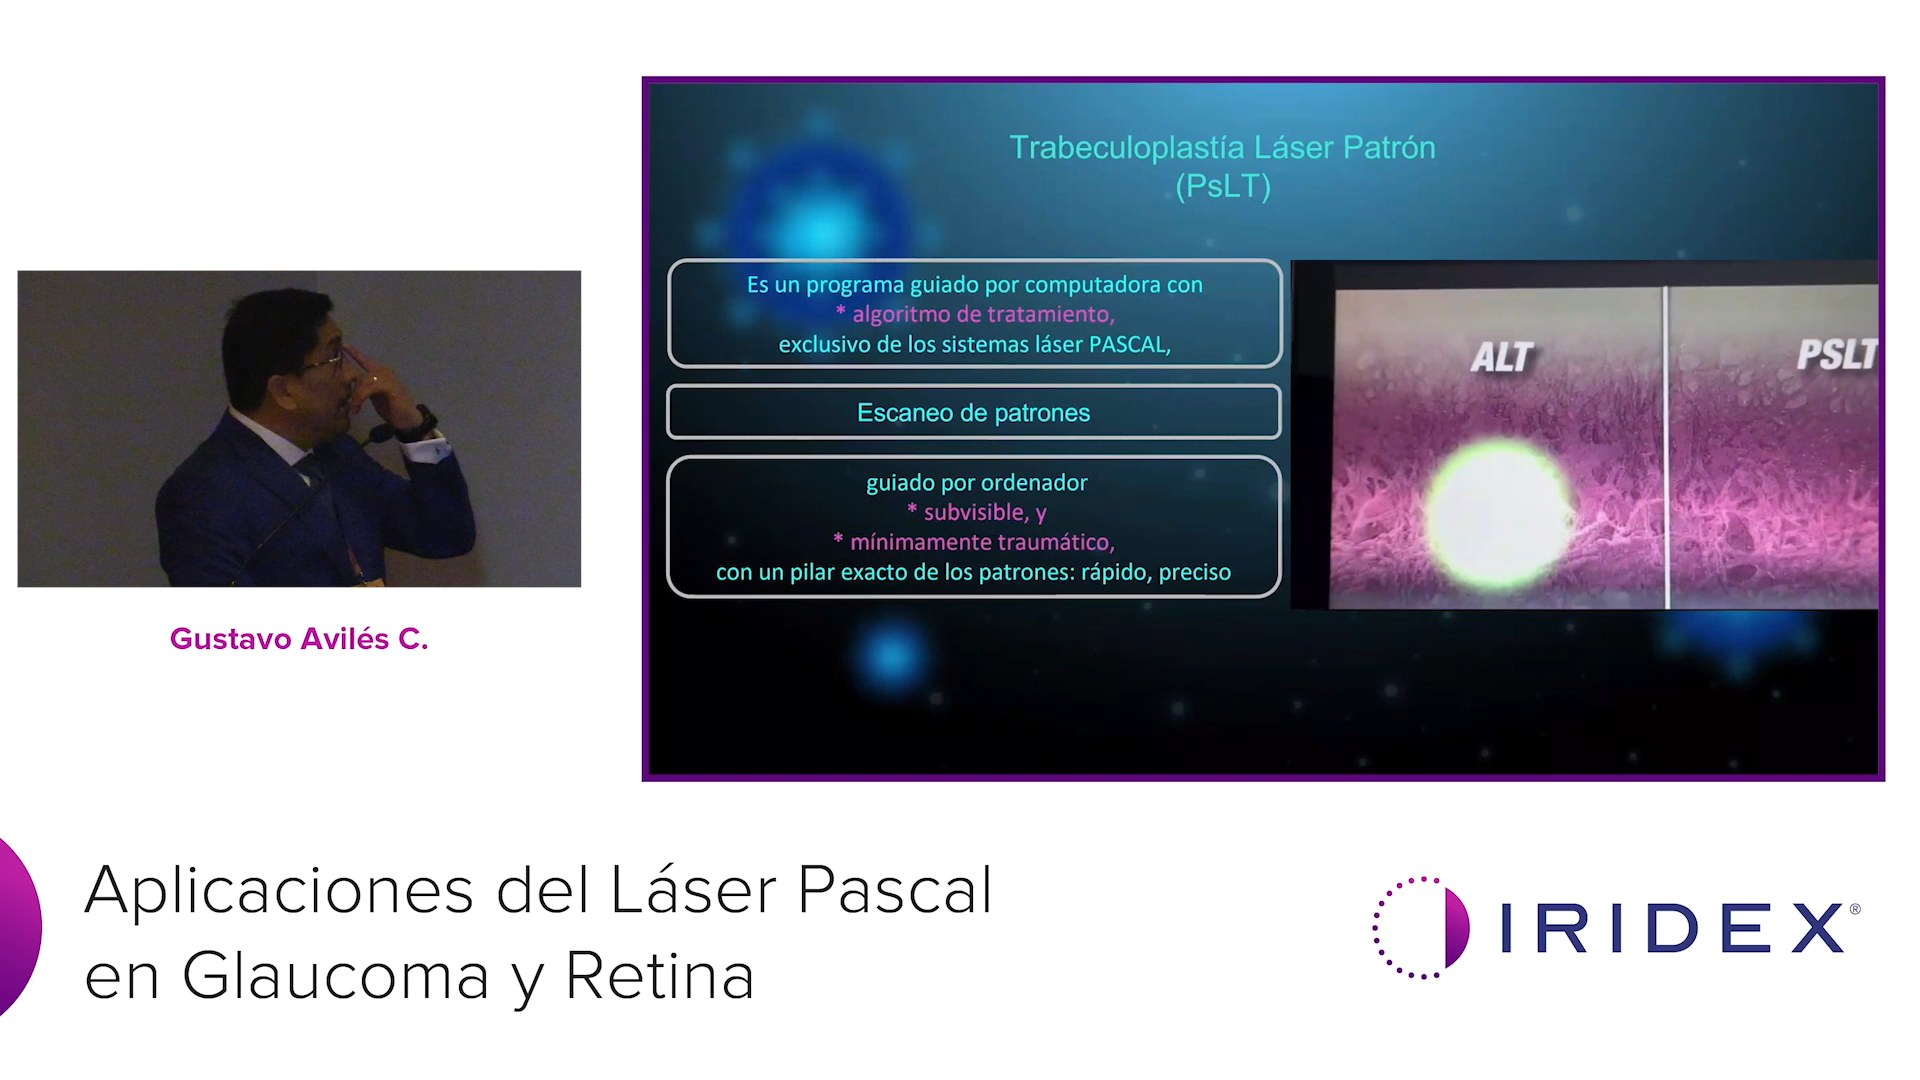 Trabeculoplastía Láser Patrón
(PsLT)
Es un programa guiado por computadora con
* algoritmo de tratamiento,
exclusivo de los sistemas láser PASCAL,
Escaneo de patrones
guiado por ordenador
* subvisible, y
* mínimamente traumático,
con un pilar exacto de los patrones: rápido, preciso
ALT
PSLT
Gustavo Avilés C.
Aplicaciones del Láser Pascal
en Glaucoma y Retina
IRIDEX®